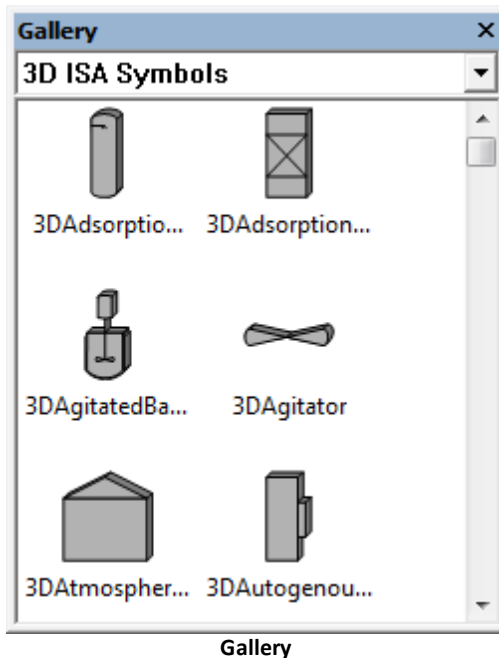 Gallery
3D ISA Symbols
3DAdsorptio... 3DAdsorption...
3DAgitatedBa... 3DAgitator
3DAtmospher... 3DAutogenou...
Gallery